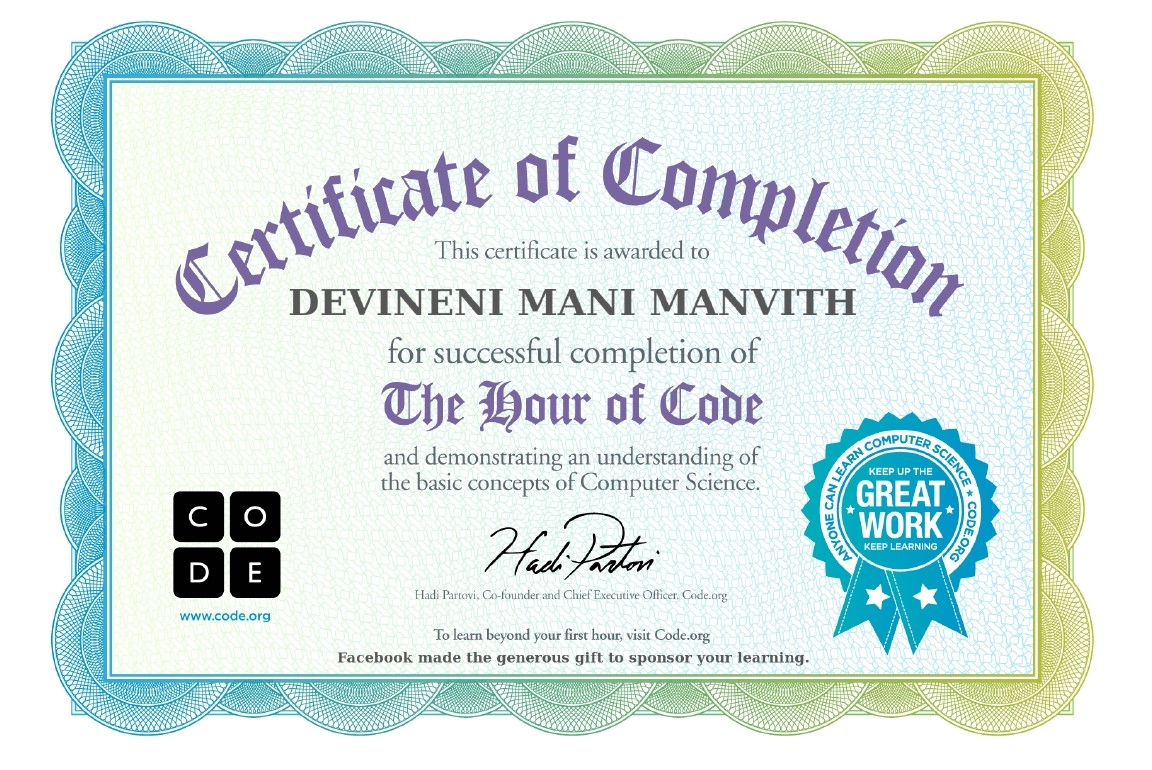 Certificate of Completion
This certificate is awarded to
DEVINENI MANI MANVITH
for successful completion of
The Hour of Code
and demonstrating an understanding of
the basic concepts of Computer Science.
C O
D E
www.code.org
Hadi Partovi
Hadi Partovi, Co-founder and Chief Executive Officer, Code.org
To learn beyond your first hour, visit Code.org
Facebook made the generous gift to sponsor your learning.
ANYONE CAN LEARN COMPUTER SCIENCE ★ CODE.ORG
KEEP UP THE
GREAT
WORK
KEEP LEARNING